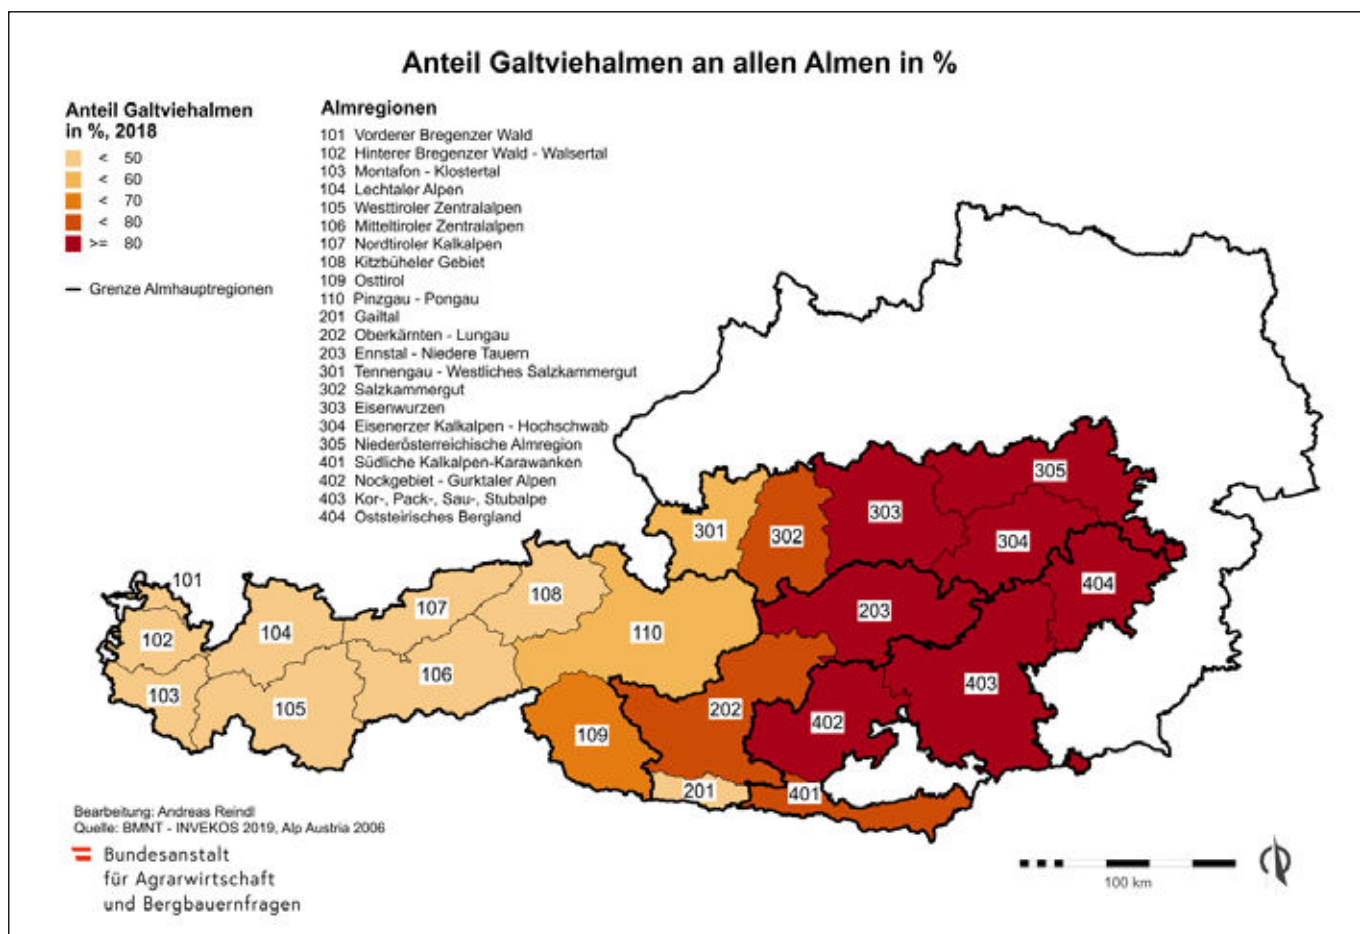 Anteil Galtviehalmen an allen Almen in %
Anteil Galtviehalmen
in %, 2018
< 50
< 60
< 70
< 80
>= 80
Grenze Almhauptregionen
Almregionen
101 Vorderer Bregenzer Wald
102 Hinterer Bregenzer Wald - Walsertal
103 Montafon - Klostertal
104 Lechtaler Alpen
105 Westtiroler Zentralalpen
106 Mitteltiroler Zentralalpen
107 Nordtiroler Kalkalpen
108 Kitzbüheler Gebiet
109 Osttirol
110 Pinzgau - Pongau
201 Gailtal
202 Oberkärnten - Lungau
203 Ennstal - Niedere Tauern
301 Tennengau - Westliches Salzkammergut
302 Salzkammergut
303 Eisenwurzen
304 Eisenerzer Kalkalpen - Hochschwab
305 Niederösterreichische Almregion
401 Südliche Kalkalpen-Karawanken
402 Nockgebiet - Gurktaler Alpen
403 Kor-, Pack-, Sau-, Stubalpe
404 Oststeirisches Bergland
305
303
301
302
304
404
101
108
107
203
104
110
102
106
403
103
105
202
402
109
201
401
Bearbeitung: Andreas Reindl
Quelle: BMNT - INVEKOS 2019, Alp Austria 2006
Bundesanstalt
für Agrarwirtschaft
und Bergbauernfragen
100 km